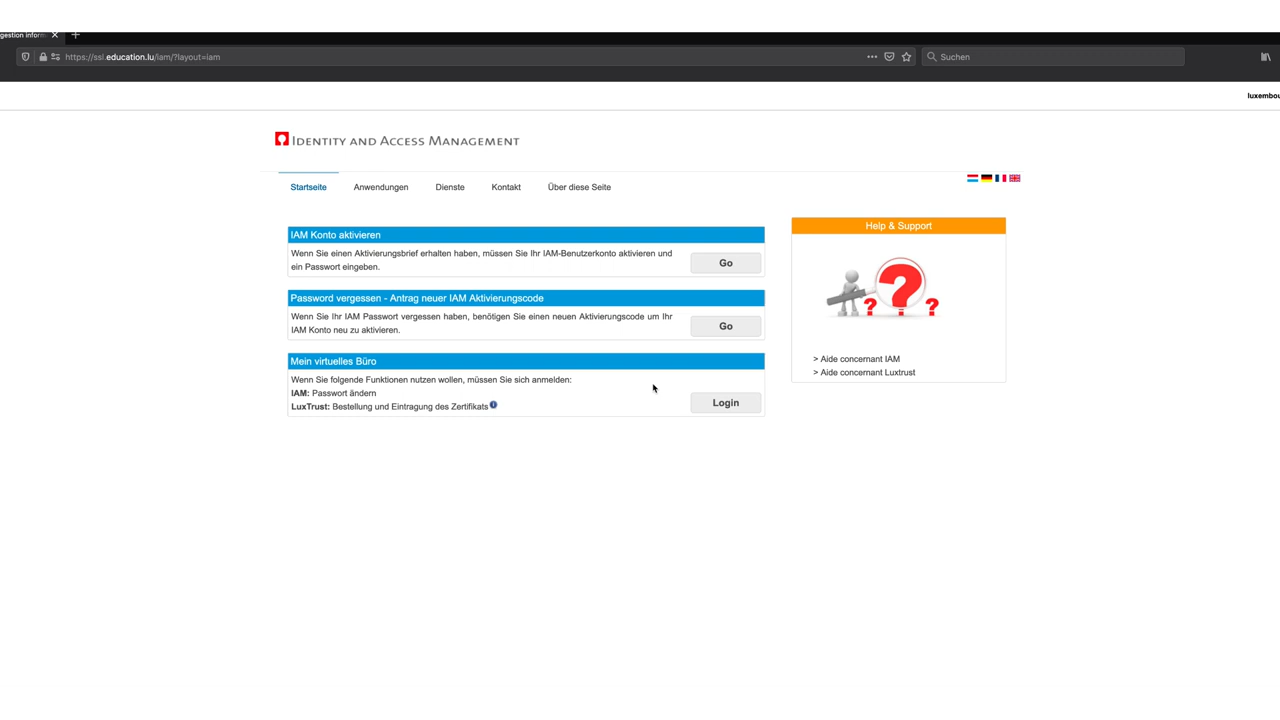 gestion inform
https://ssl.education.lu/iam/?layout=iam
Suchen
luxembou
IDENTITY AND ACCESS MANAGEMENT
Startseite Anwendungen Dienste Kontakt Über diese Seite
IAM Konto aktivieren
Wenn Sie einen Aktivierungsbrief erhalten haben, müssen Sie Ihr IAM-Benutzerkonto aktivieren und
ein Passwort eingeben.
Go
Password vergessen - Antrag neuer IAM Aktivierungscode
Wenn Sie Ihr IAM Passwort vergessen haben, benötigen Sie einen neuen Aktivierungscode um Ihr
IAM Konto neu zu aktivieren.
Go
Mein virtuelles Büro
Wenn Sie folgende Funktionen nutzen wollen, müssen Sie sich anmelden:
IAM: Passwort ändern
LuxTrust: Bestellung und Eintragung des Zertifikats
Login
Help & Support
? ? ?
> Aide concernant IAM
> Aide concernant Luxtrust